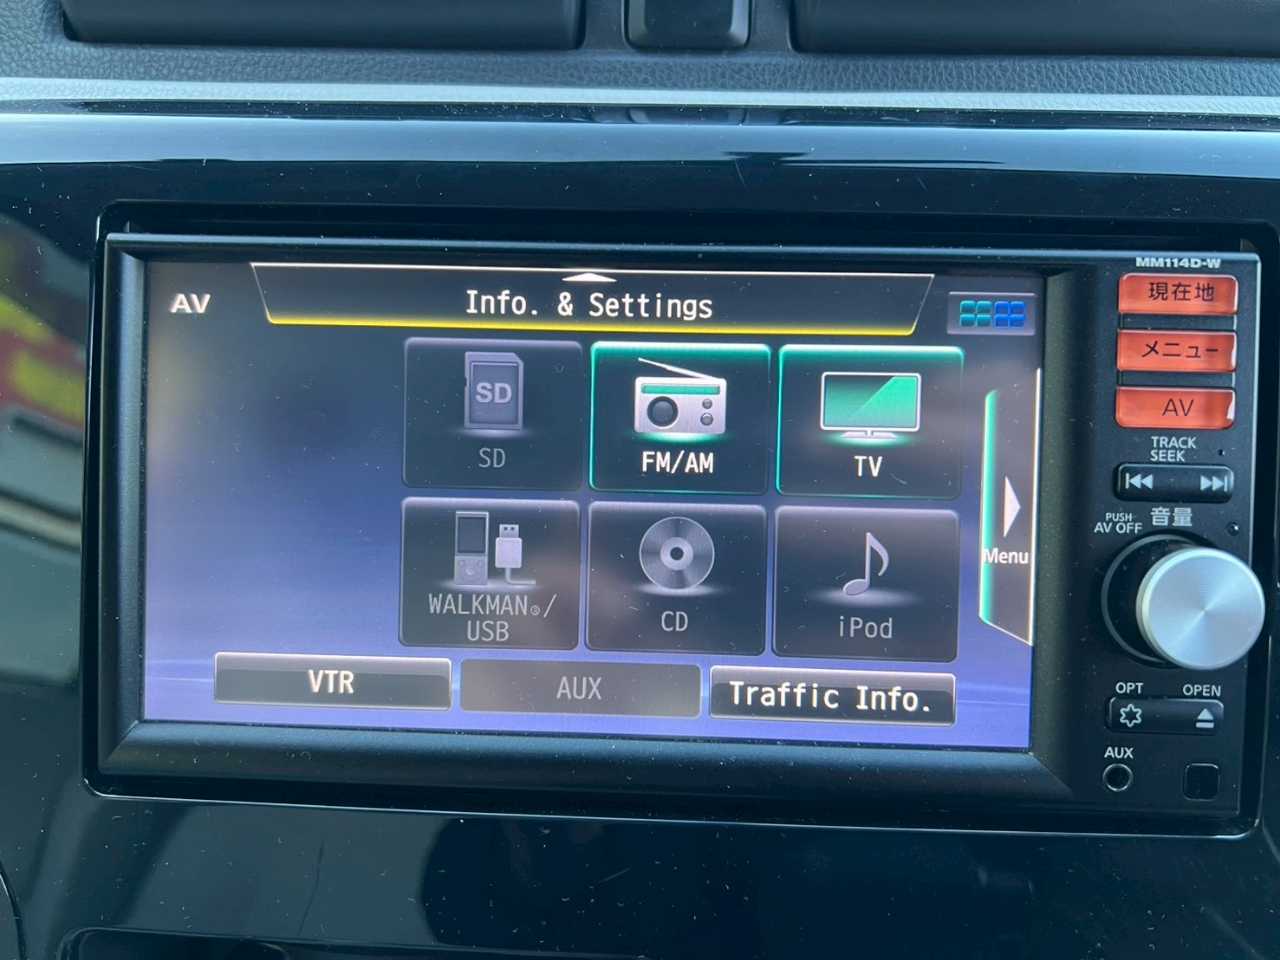 MM114D-W
AV
Info. & Settings
現在地
メニュー
AV
SD
SD
FM/AM
TV
TRACK
SEEK
PUSH
AV OFF
音量
Menu
WALKMAN®/
USB
CD
iPod
VTR
AUX
Traffic Info.
OPT
OPEN
AUX